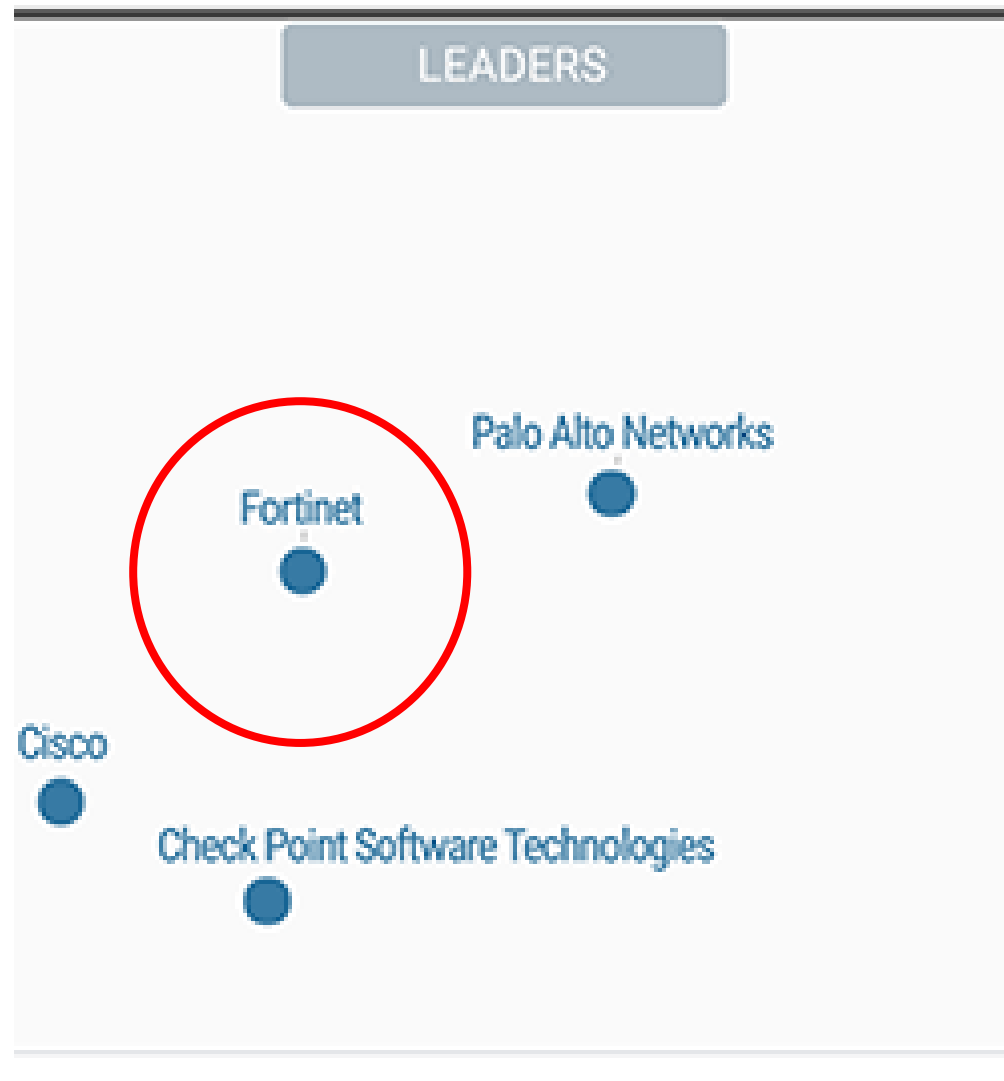 LEADERS
Palo Alto Networks
Fortinet
Cisco
Check Point Software Technologies